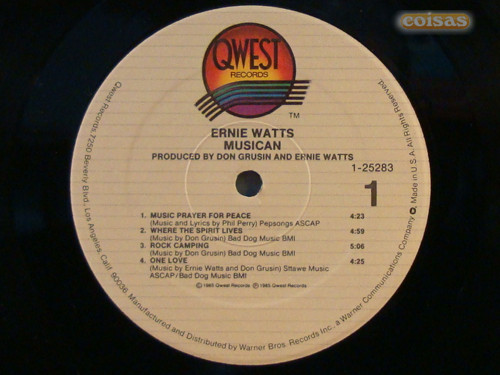 coisas
QWEST
RECORDS
TM
ERNIE WATTS
MUSICAN
PRODUCED BY DON GRUSIN AND ERNIE WATTS
1-25283
1
1. MUSIC PRAYER FOR PEACE 4:23
(Music and Lyrics by Phil Perry) Pepsongs ASCAP
2. WHERE THE SPIRIT LIVES 4:59
(Music by Don Grusin) Bad Dog Music BMI
3. ROCK CAMPING 5:06
(Music by Don Grusin) Bad Dog Music BMI
4. ONE LOVE 4:25
(Music by Ernie Watts and Don Grusin) Sttawe Music
ASCAP/Bad Dog Music BMI
©1985 Qwest Records ℗1985 Qwest Records
Qwest Records, 7250 Beverly Blvd., Los Angeles, Calif. 90036 Manufactured and Distributed by Warner Bros. Records Inc., a Warner Communications Company Made in U.S.A. All Rights Reserved.